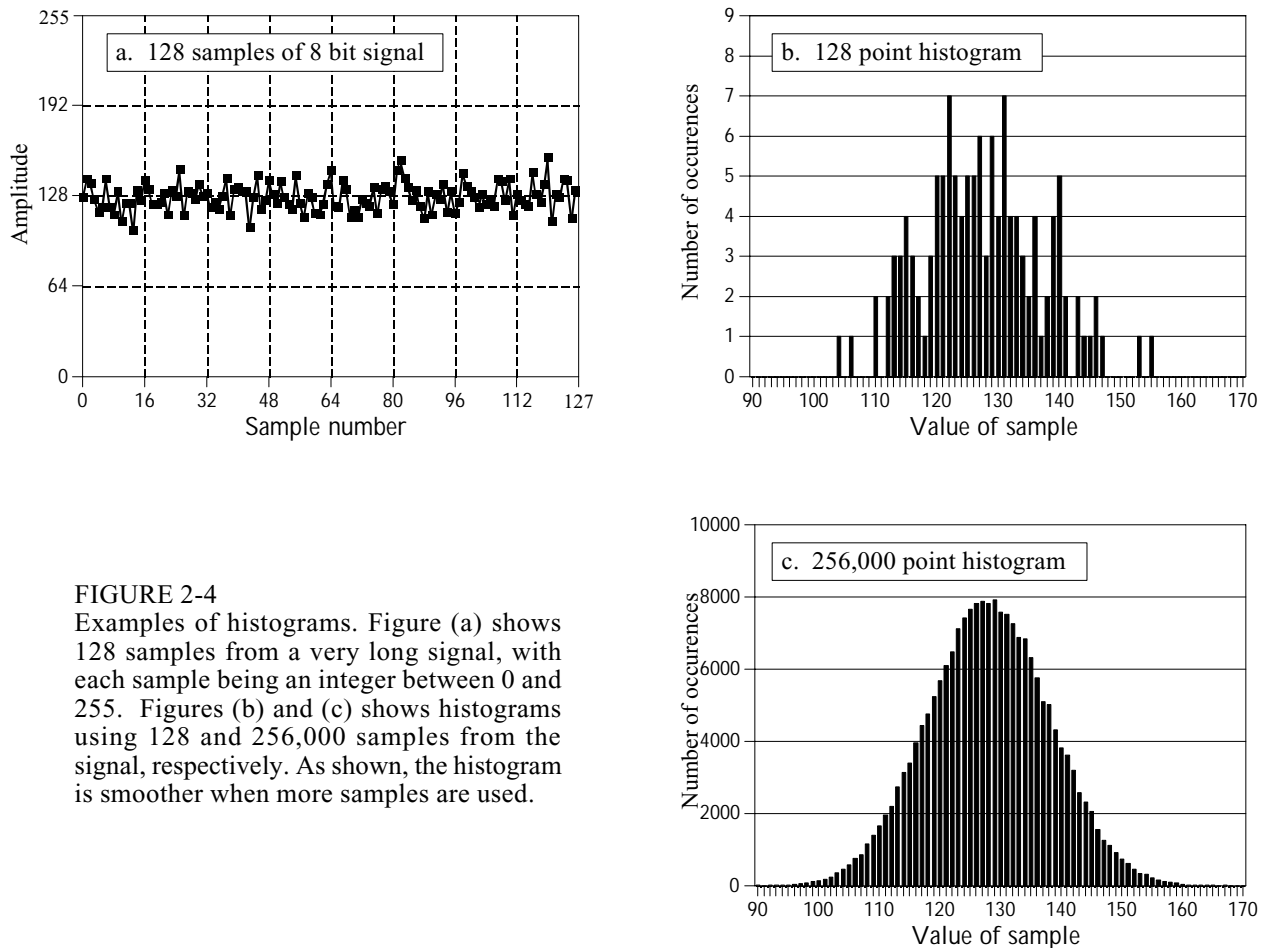 255
192
128
64
0
Amplitude
a. 128 samples of 8 bit signal
0 16 32 48 64 80 96 112 127
Sample number
9
8
7
6
5
4
3
2
1
0
Number of occurences
b. 128 point histogram
90 100 110 120 130 140 150 160 170
Value of sample
FIGURE 2-4
Examples of histograms. Figure (a) shows
128 samples from a very long signal, with
each sample being an integer between 0 and
255. Figures (b) and (c) shows histograms
using 128 and 256,000 samples from the
signal, respectively. As shown, the histogram
is smoother when more samples are used.
10000
8000
6000
4000
2000
0
Number of occurences
c. 256,000 point histogram
90 100 110 120 130 140 150 160 170
Value of sample